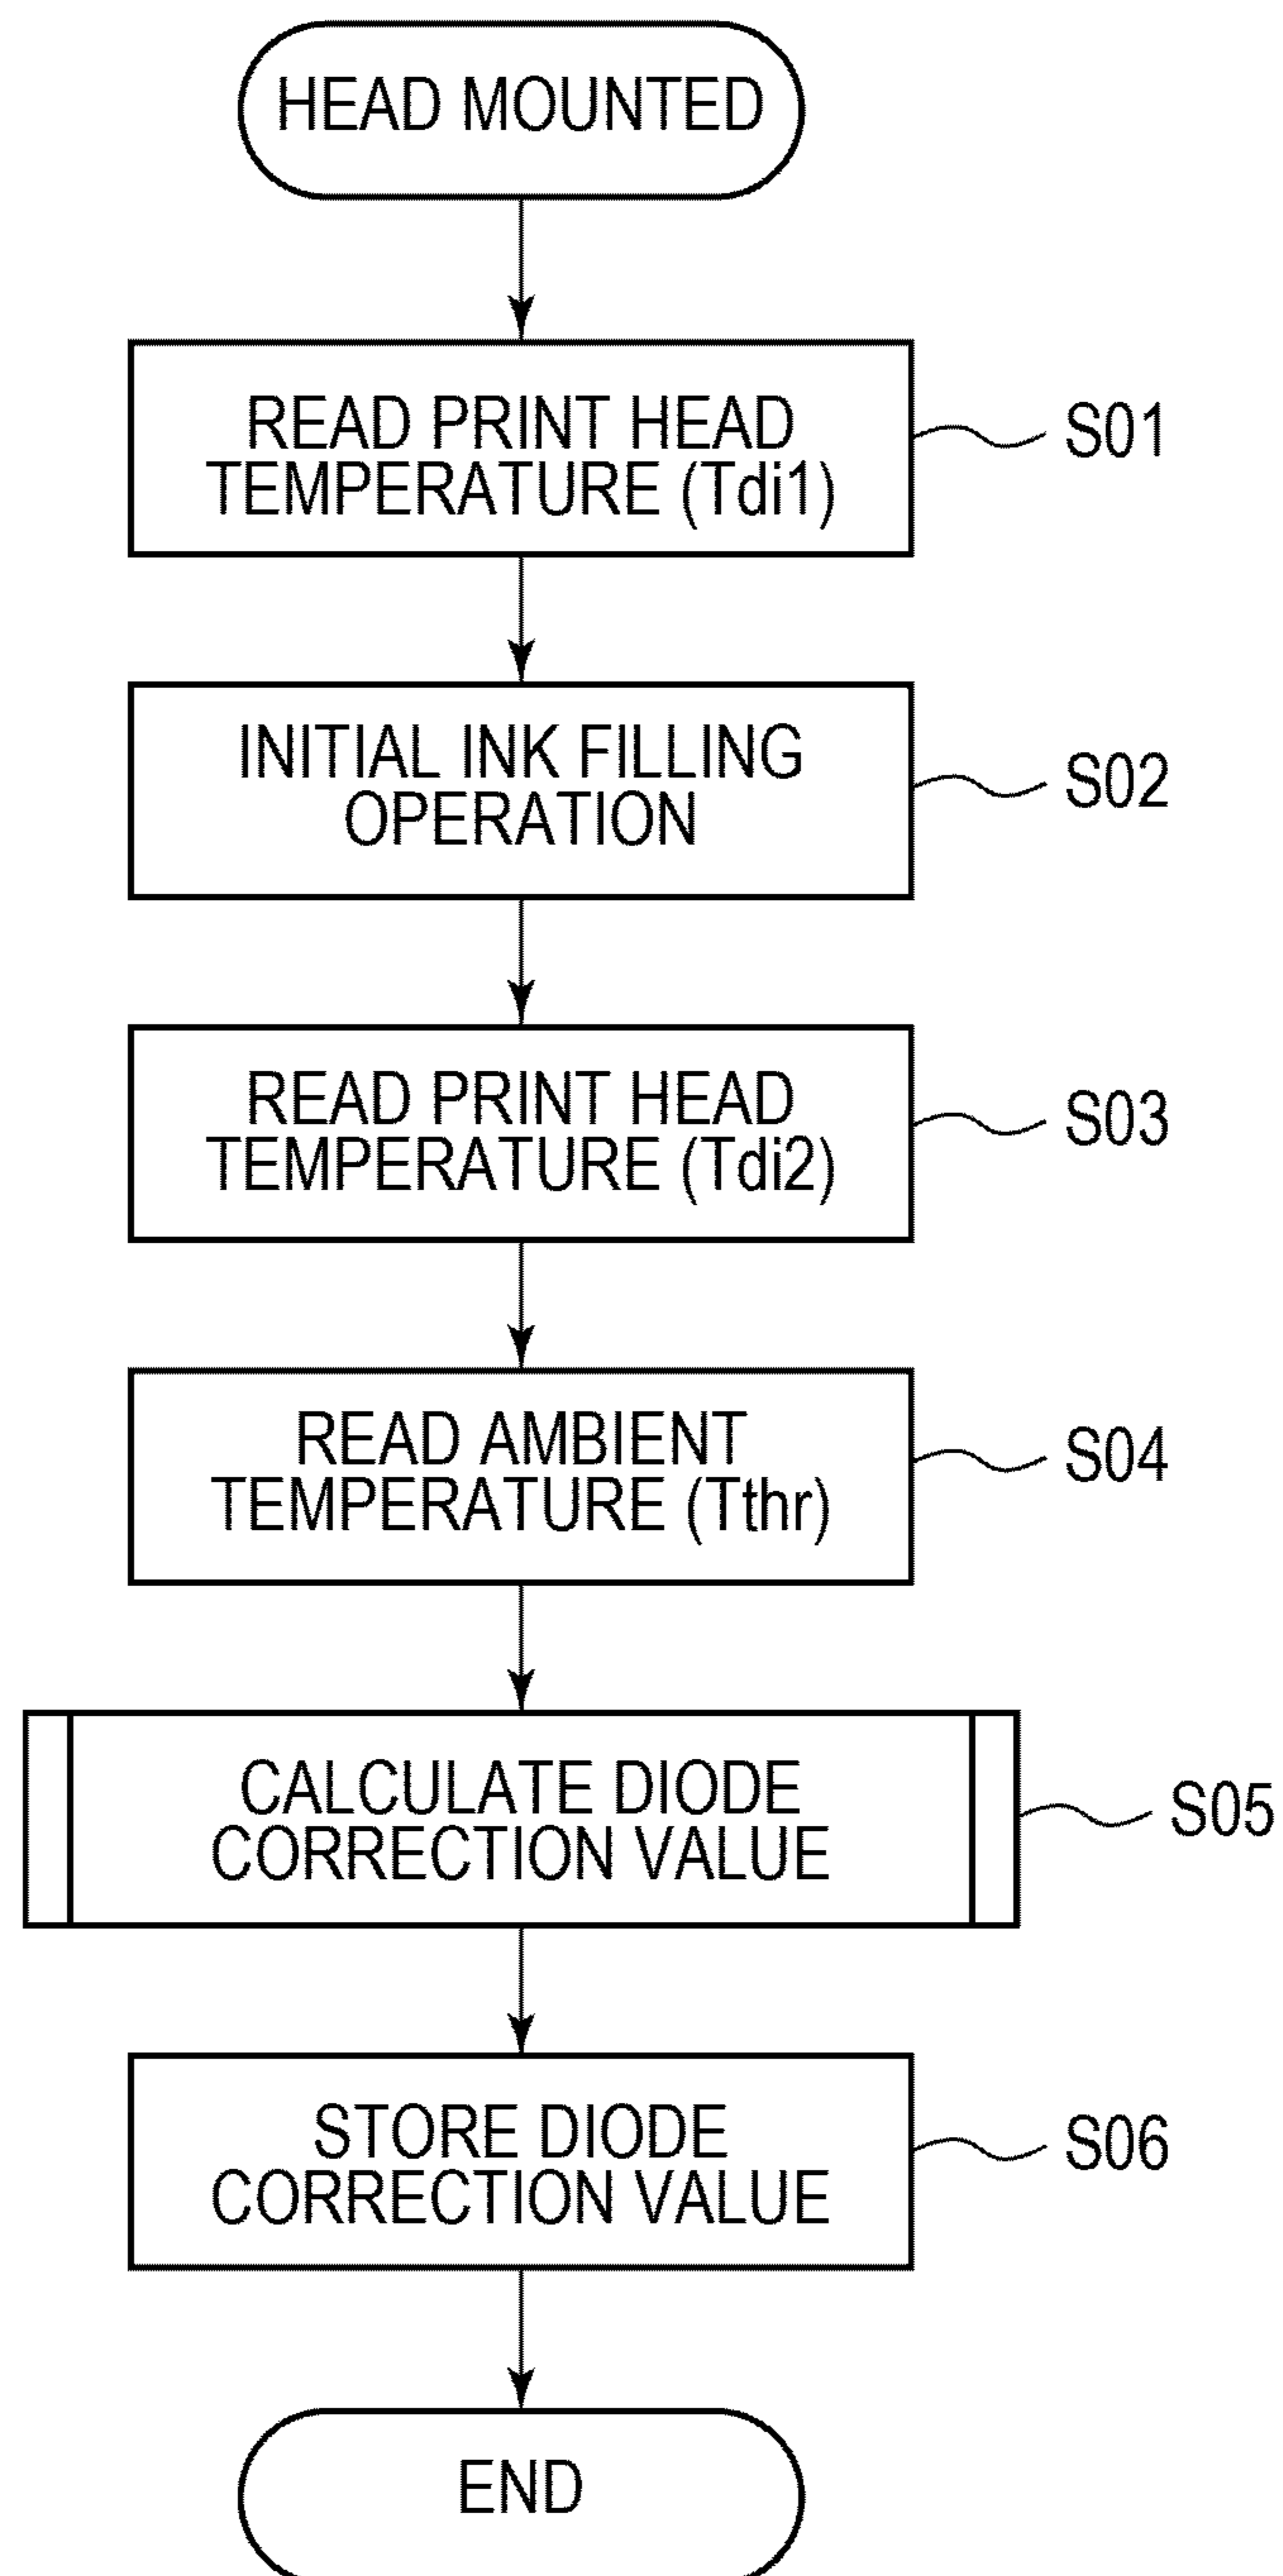 HEAD MOUNTED
READ PRINT HEAD
TEMPERATURE (Tdi1)
S01
INITIAL INK FILLING
OPERATION
S02
READ PRINT HEAD
TEMPERATURE (Tdi2)
S03
READ AMBIENT
TEMPERATURE (Tthr)
S04
CALCULATE DIODE
CORRECTION VALUE
S05
STORE DIODE
CORRECTION VALUE
S06
END